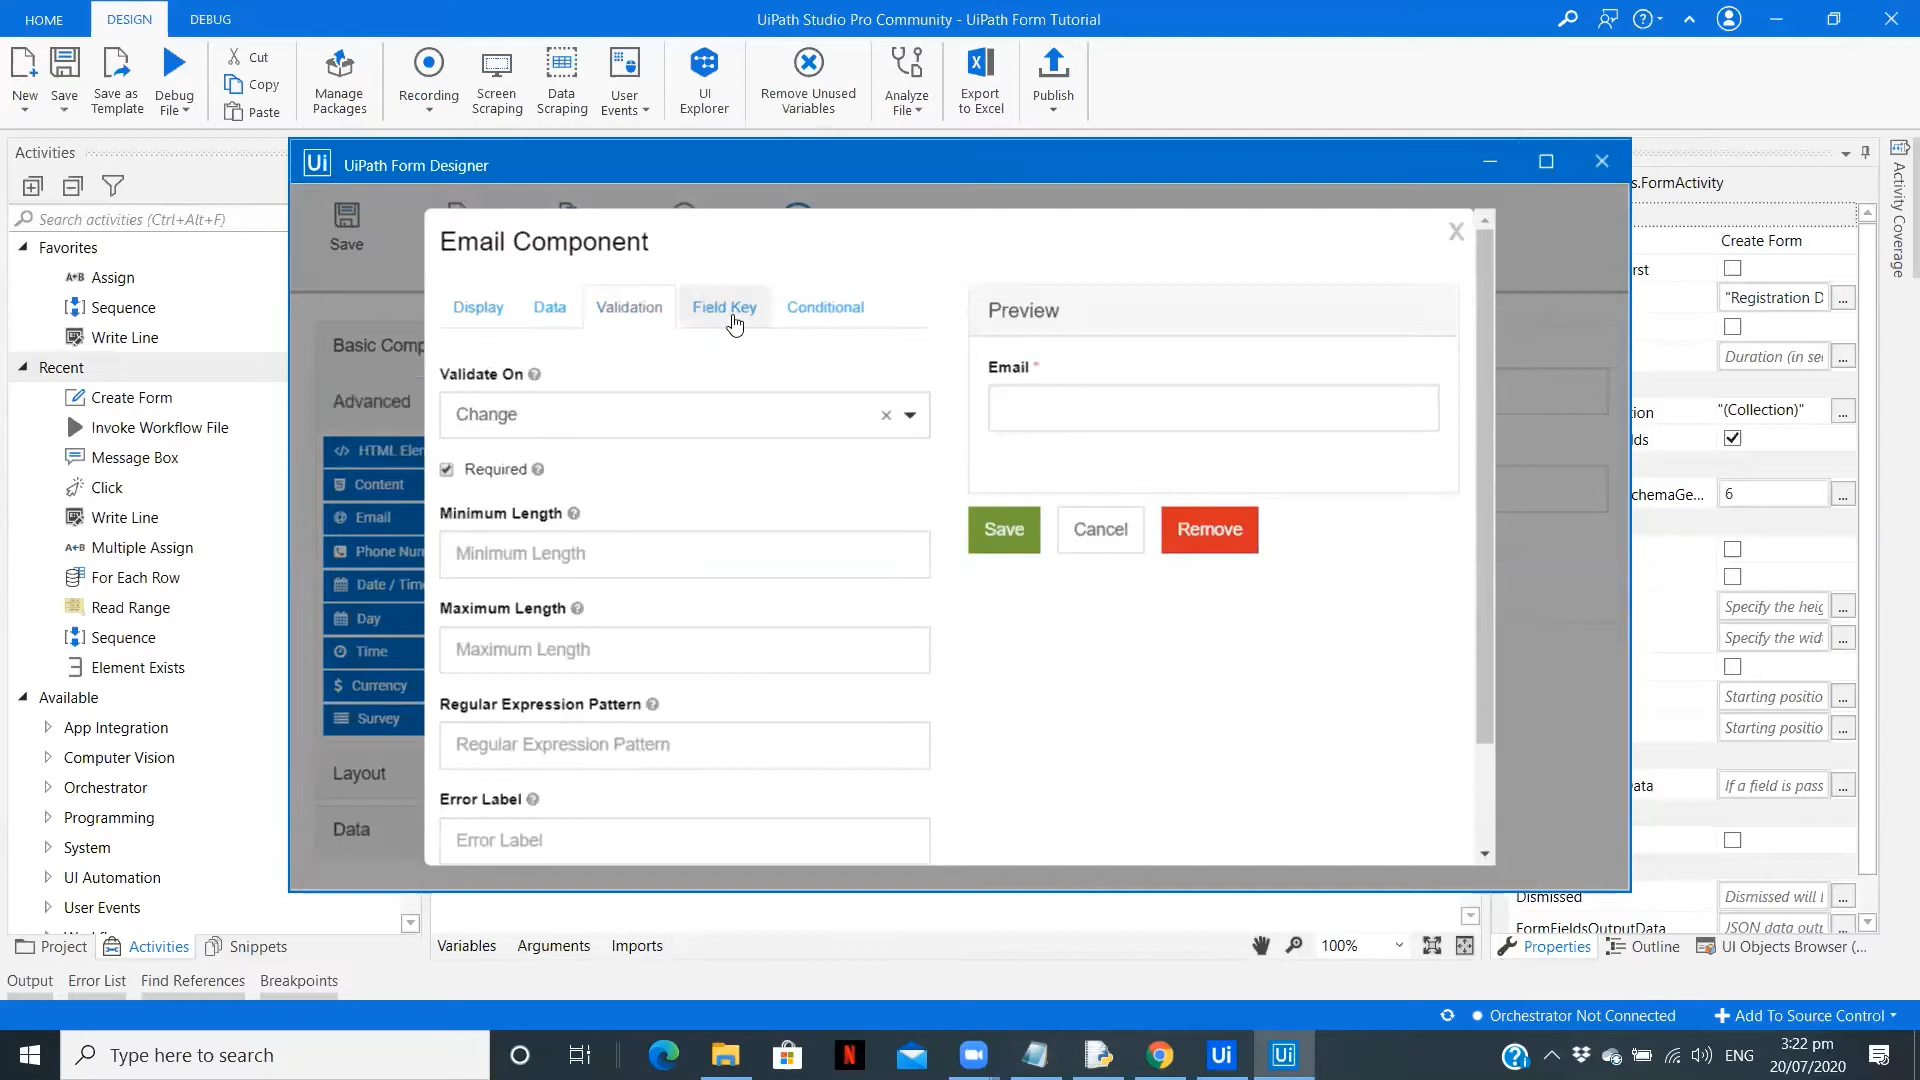 HOME
DESIGN
DEBUG
UiPath Studio Pro Community - UiPath Form Tutorial
New
Save
Save as Template
Debug File
Cut
Copy
Paste
Manage Packages
Recording
Screen Scraping
Data Scraping
User Events
UI Explorer
Remove Unused Variables
Analyze File
Export to Excel
Publish
Activities
Search activities (Ctrl+Alt+F)
Favorites
Assign
Sequence
Write Line
Recent
Create Form
Invoke Workflow File
Message Box
Click
Write Line
Multiple Assign
For Each Row
Read Range
Sequence
Element Exists
Available
App Integration
Computer Vision
Orchestrator
Programming
System
UI Automation
User Events
Project
Activities
Snippets
Ui UiPath Form Designer
Save
Basic Comp
Advanced
HTML Elem
Content
@ Email
Phone Num
Date / Time
Day
Time
$ Currency
Survey
Layout
Data
Email Component
X
Display
Data
Validation
Field Key
Conditional
Validate On
Change
Required
Minimum Length
Minimum Length
Maximum Length
Maximum Length
Regular Expression Pattern
Regular Expression Pattern
Error Label
Error Label
Preview
Email *
Save
Cancel
Remove
s.FormActivity
Create Form
rst
"Registration D
...
Duration (in se
...
ion
"(Collection)"
...
ds
chemaGe...
6
...
Specify the heig
...
Specify the wid
...
Starting positio
...
Starting positio
...
ata
If a field is pass
...
Dismissed
Dismissed will l
...
FormFieldsOutputData
JSON data outp
...
Activity Coverage
Variables
Arguments
Imports
100%
Properties
Outline
UI Objects Browser (...
Output
Error List
Find References
Breakpoints
Orchestrator Not Connected
Add To Source Control
Type here to search
ENG
3:22 pm
20/07/2020